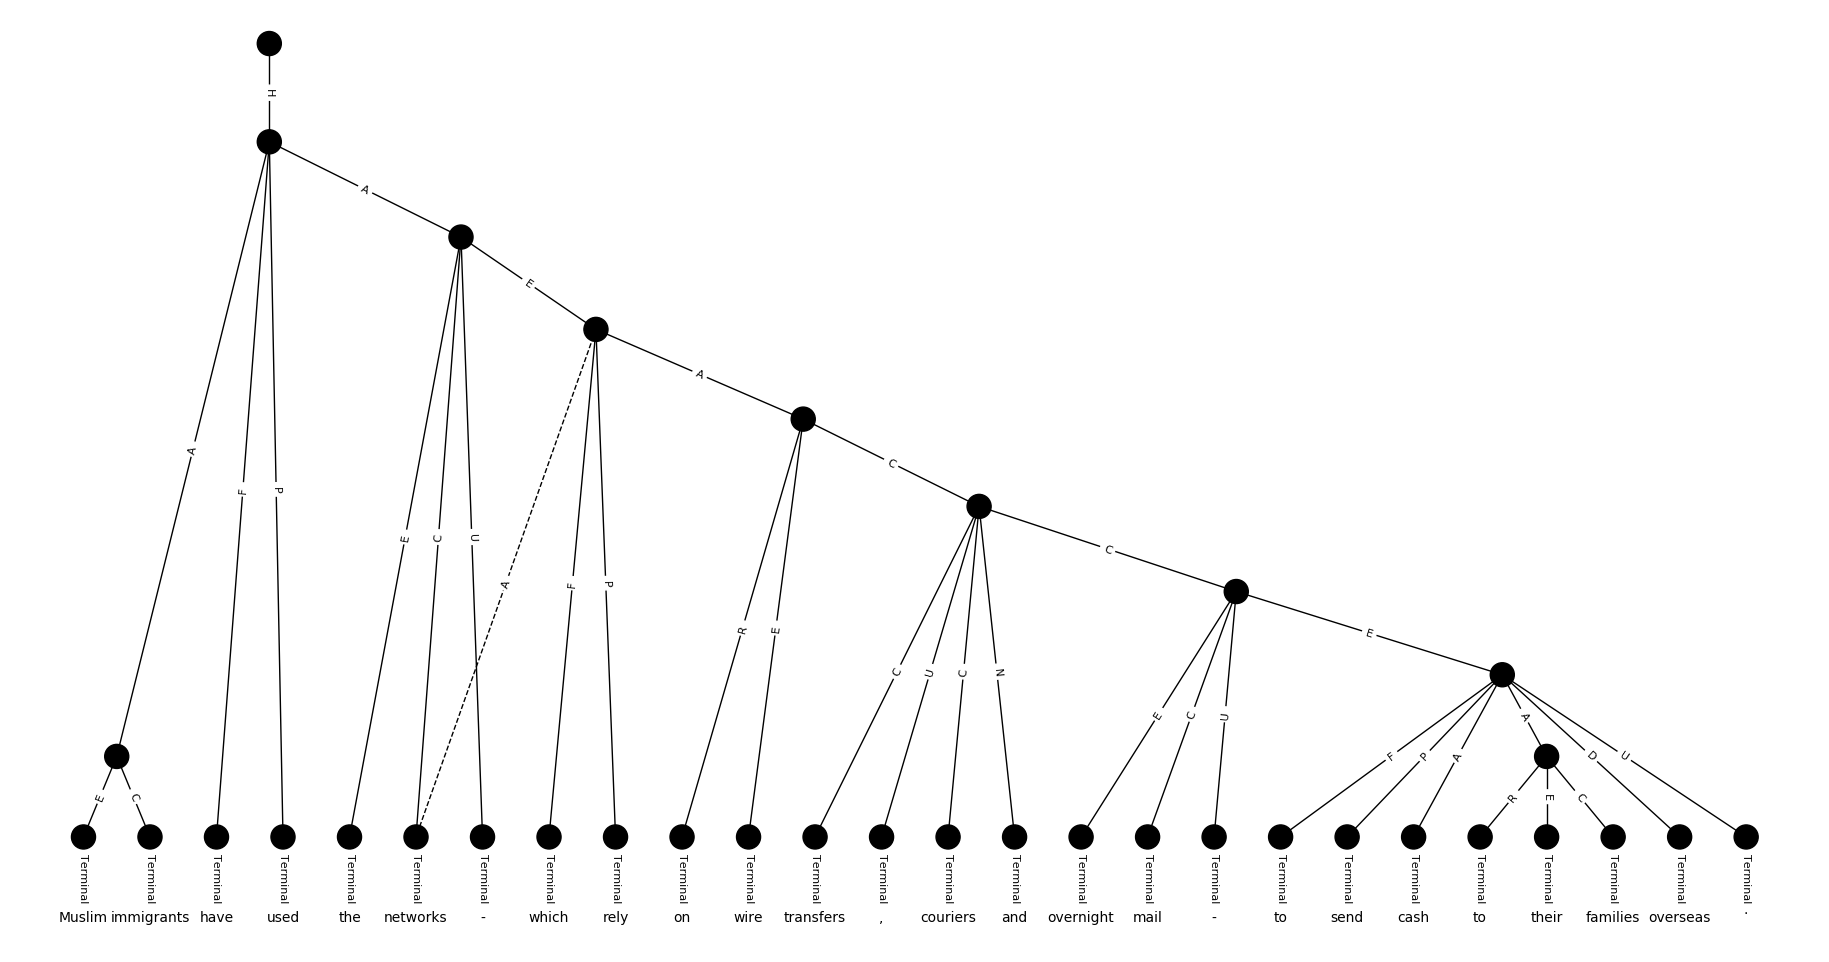 H
A
E
A
A
C
A
F
P
C
E
C
U
E
A
F
P
E
R
E
C
U
C
N
E
C
U
A
F
P
A
D
U
E
C
R
E
C
Terminal Terminal Terminal Terminal Terminal Terminal Terminal Terminal Terminal Terminal Terminal Terminal Terminal Terminal Terminal Terminal Terminal Terminal Terminal Terminal Terminal Terminal Terminal Terminal Terminal Terminal
Muslim immigrants have used the networks - which rely on wire transfers , couriers and overnight mail - to send cash to their families overseas .